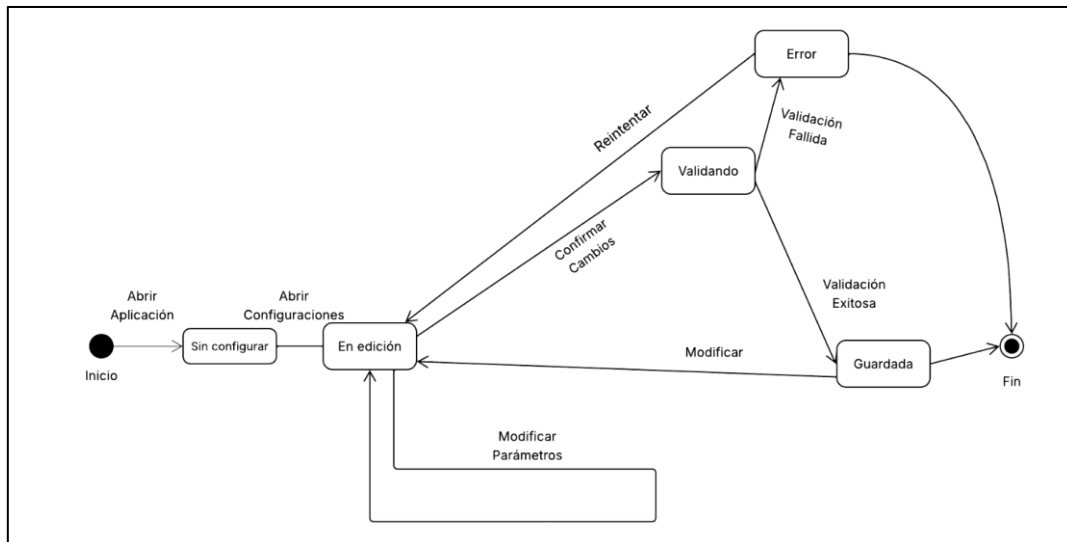 Error
Reintentar
Validación
Fallida
Validando
Confirmar
Cambios
Abrir
Aplicación
Abrir
Configuraciones
Validación
Exitosa
Inicio
Sin configurar
En edición
Modificar
Guardada
Fin
Modificar
Parámetros